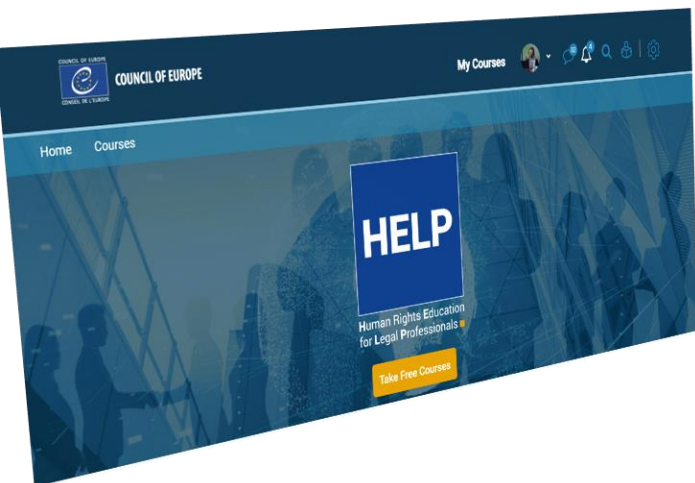 COUNCIL OF EUROPE
CONSEIL DE L'EUROPE
COUNCIL OF EUROPE
My Courses
Home Courses
HELP
Human Rights Education
for Legal Professionals
Take Free Courses